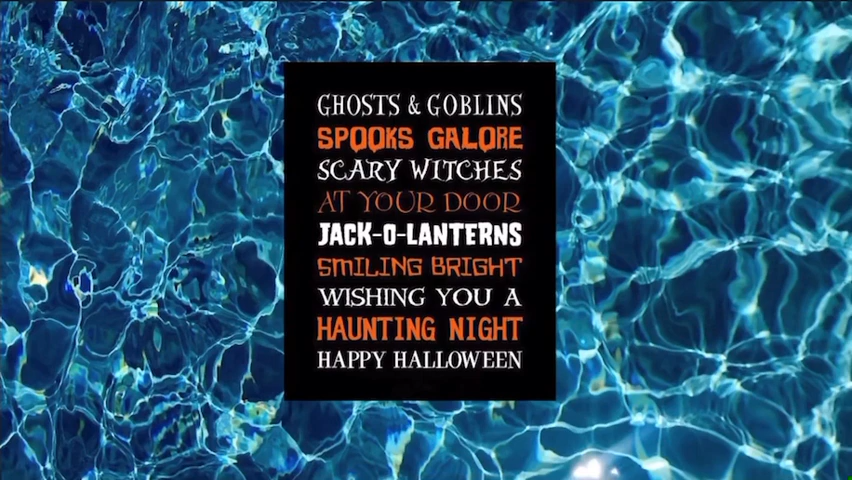 GHOSTS & GOBLINS
SPOOKS GALORE
SCARY WITCHES
AT YOUR DOOR
JACK-O-LANTERNS
SMILING BRIGHT
WISHING YOU A
HAUNTING NIGHT
HAPPY HALLOWEEN